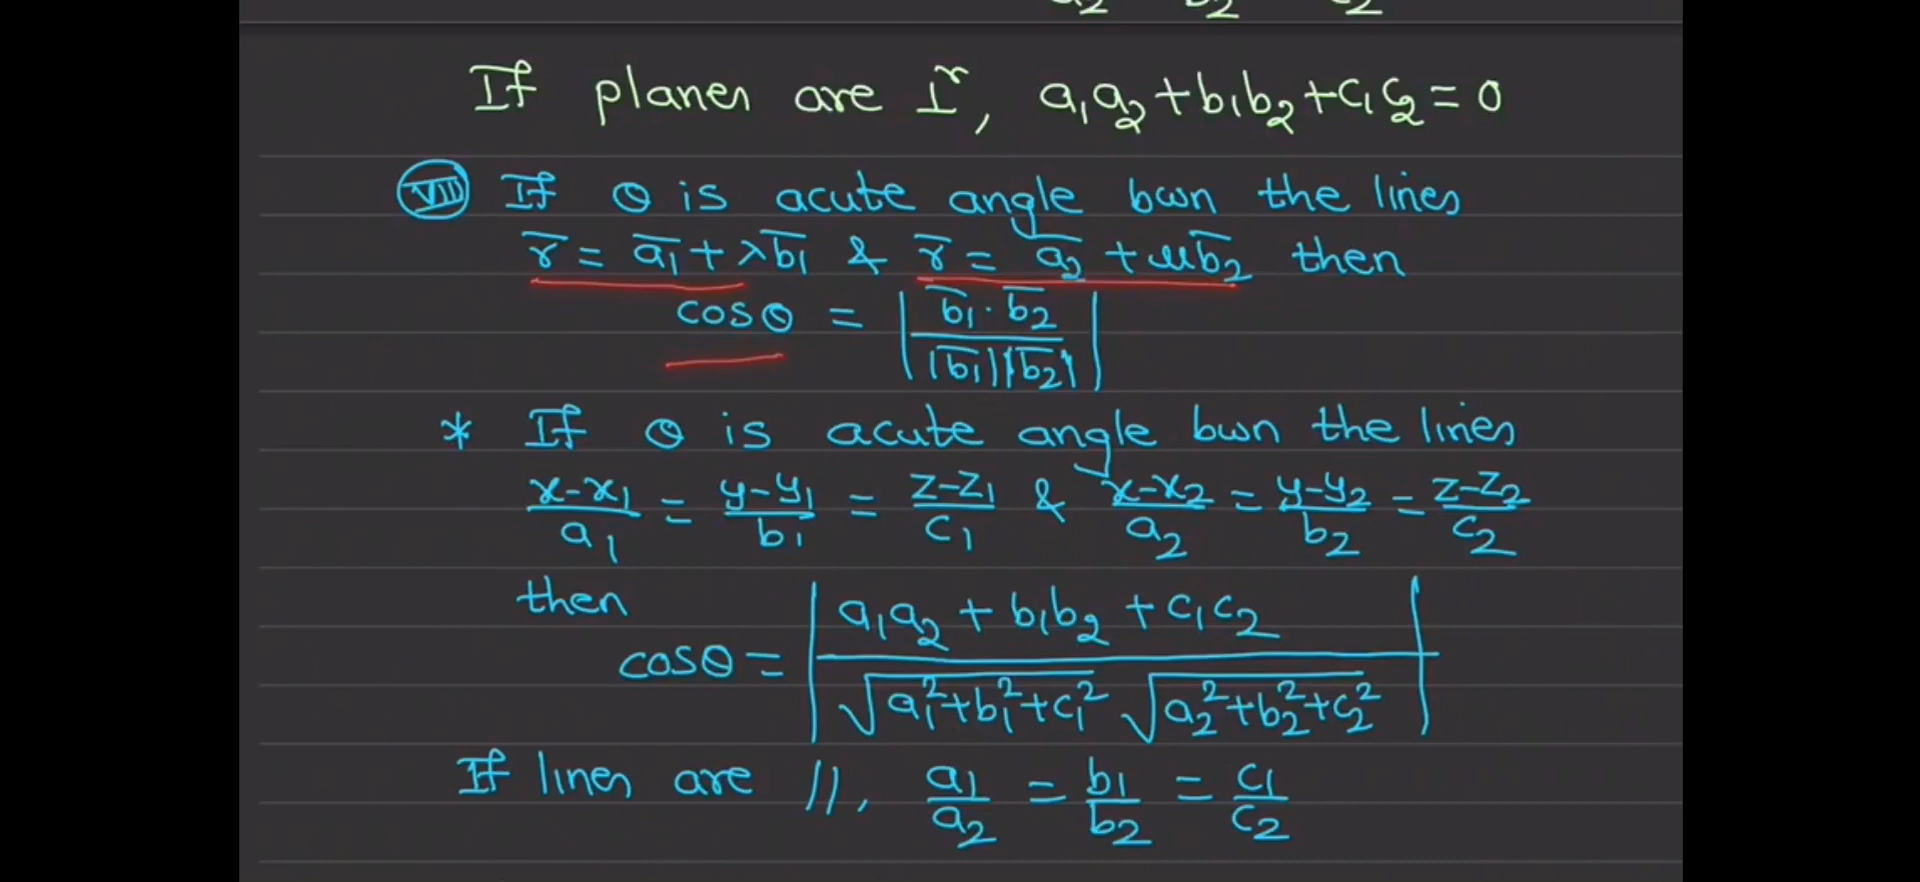 a2 b2 c2
If planes are ⊥r, a1a2+b1b2+c1c2=0
VIII If θ is acute angle bwn the lines
r̄ = ā1+λb̄1 & r̄ = ā2+μb̄2 then
cosθ = | b̄1·b̄2 / |b̄1||b̄2| |
* If θ is acute angle bwn the lines
x-x1/a1 = y-y1/b1 = z-z1/c1 & x-x2/a2 = y-y2/b2 = z-z2/c2
then
cosθ = | a1a2+b1b2+c1c2 / √a1²+b1²+c1² √a2²+b2²+c2² |
If lines are //, a1/a2 = b1/b2 = c1/c2